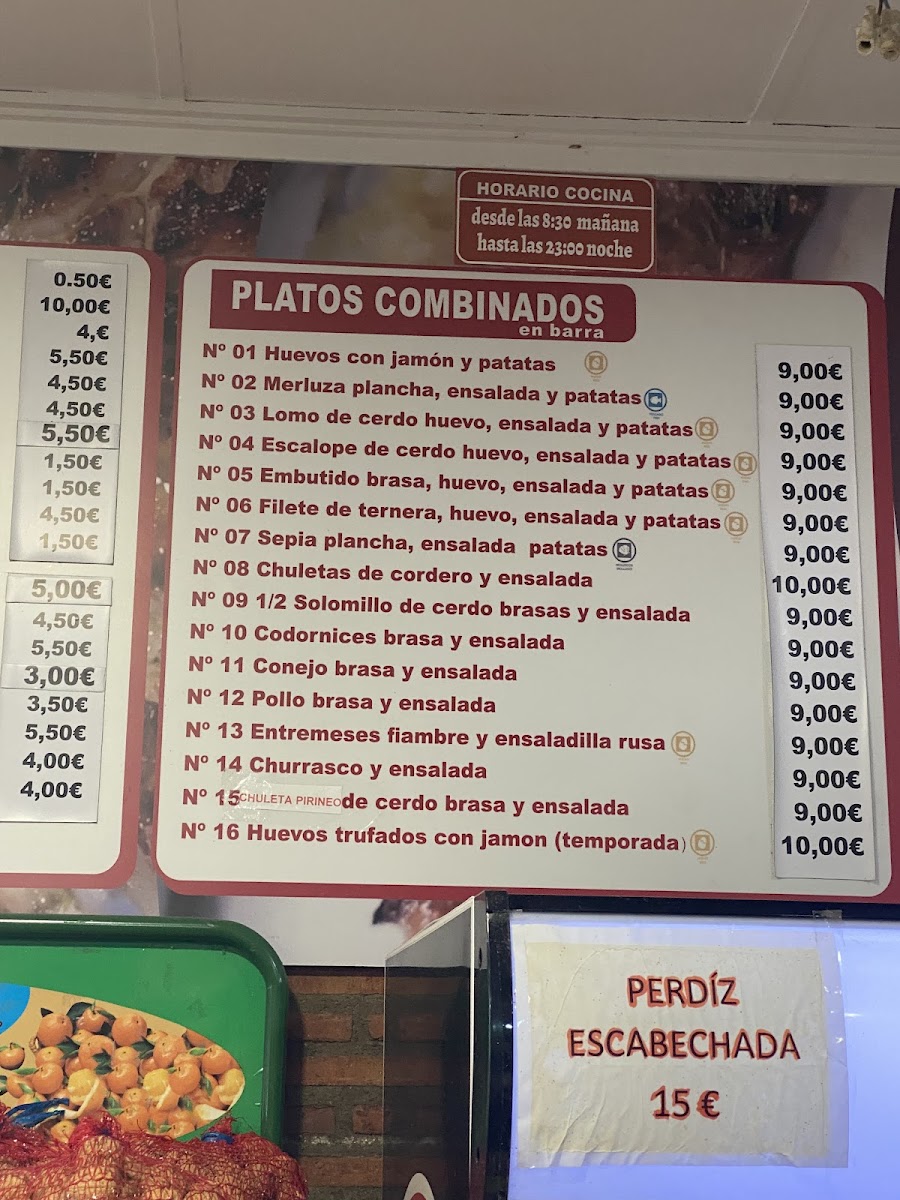 HORARIO COCINA
desde las 8:30 mañana
hasta las 23:00 noche
0.50€
10,00€
4,€
5,50€
4,50€
4,50€
5,50€
1,50€
1,50€
4,50€
1,50€
5,00€
4,50€
5,50€
3,00€
3,50€
5,50€
4,00€
4,00€
PLATOS COMBINADOS
en barra
Nº 01 Huevos con jamón y patatas 9,00€
Nº 02 Merluza plancha, ensalada y patatas 9,00€
Nº 03 Lomo de cerdo huevo, ensalada y patatas 9,00€
Nº 04 Escalope de cerdo huevo, ensalada y patatas 9,00€
Nº 05 Embutido brasa, huevo, ensalada y patatas 9,00€
Nº 06 Filete de ternera, huevo, ensalada y patatas 9,00€
Nº 07 Sepia plancha, ensalada patatas 9,00€
Nº 08 Chuletas de cordero y ensalada 10,00€
Nº 09 1/2 Solomillo de cerdo brasas y ensalada 9,00€
Nº 10 Codornices brasa y ensalada 9,00€
Nº 11 Conejo brasa y ensalada 9,00€
Nº 12 Pollo brasa y ensalada 9,00€
Nº 13 Entremeses fiambre y ensaladilla rusa 9,00€
Nº 14 Churrasco y ensalada 9,00€
Nº 15 CHULETA PIRINEO de cerdo brasa y ensalada 9,00€
Nº 16 Huevos trufados con jamon (temporada) 10,00€
PERDÍZ
ESCABECHADA
15 €